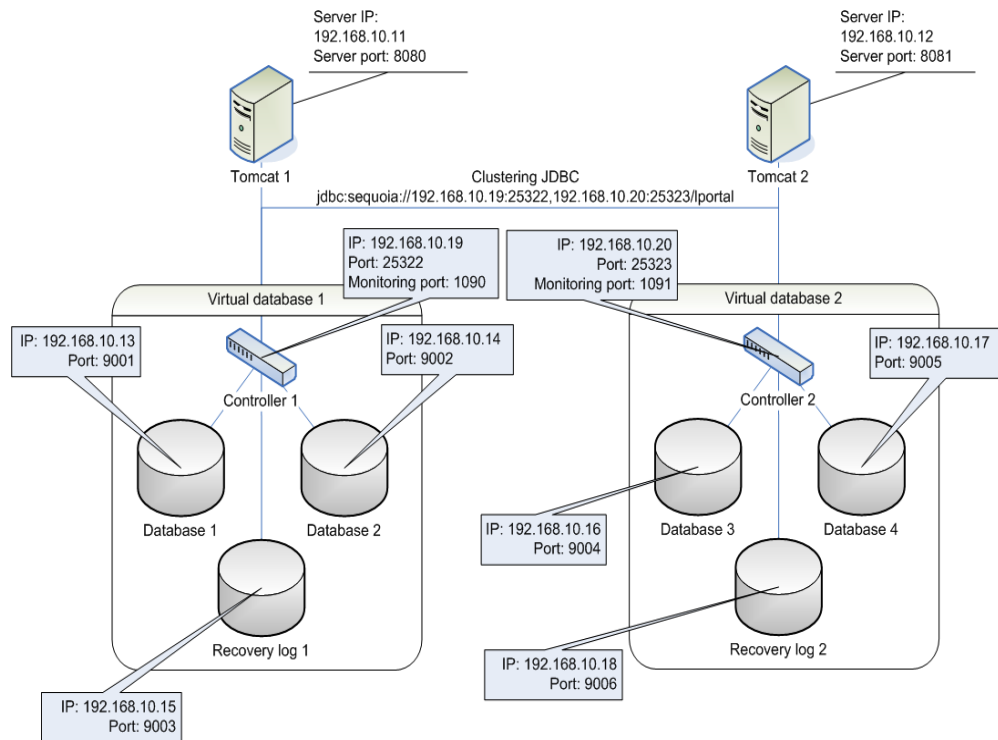 Server IP:
192.168.10.11
Server port: 8080
Server IP:
192.168.10.12
Server port: 8081
Tomcat 1
Tomcat 2
Clustering JDBC
jdbc:sequoia://192.168.10.19:25322,192.168.10.20:25323/lportal
IP: 192.168.10.19
Port: 25322
Monitoring port: 1090
IP: 192.168.10.20
Port: 25323
Monitoring port: 1091
Virtual database 1
Virtual database 2
IP: 192.168.10.13
Port: 9001
IP: 192.168.10.14
Port: 9002
IP: 192.168.10.17
Port: 9005
Controller 1
Controller 2
Database 1
Database 2
Database 3
Database 4
IP: 192.168.10.16
Port: 9004
Recovery log 1
Recovery log 2
IP: 192.168.10.18
Port: 9006
IP: 192.168.10.15
Port: 9003